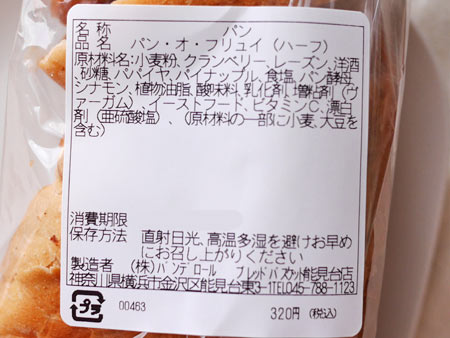 名 称 パン
品 名 パン・オ・フリュイ（ハーフ）
原材料名:小麦粉、クランベリー、レーズン、洋酒
、砂糖、パパイヤ、パイナップル、食塩、パン酵母、
シナモン、植物油脂、酸味料、乳化剤、増粘剤（ヴ
ァーガム）、イーストフード、ビタミンC、漂白
剤（亜硫酸塩）、（原材料の一部に小麦、大豆を
含む）
消費期限
保存方法 直射日光、高温多湿を避けお早め
にお召し上がりください
製造者 （株）パンデロール ブレッドバスケット能見台店
神奈川県横浜市金沢区能見台東3-1TEL045-788-1123
プラ
00463 320円 （税込）